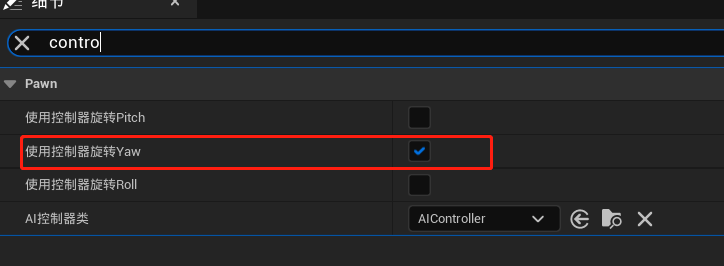 细节
contro
Pawn
使用控制器旋转Pitch
使用控制器旋转Yaw
使用控制器旋转Roll
AI控制器类
AIController